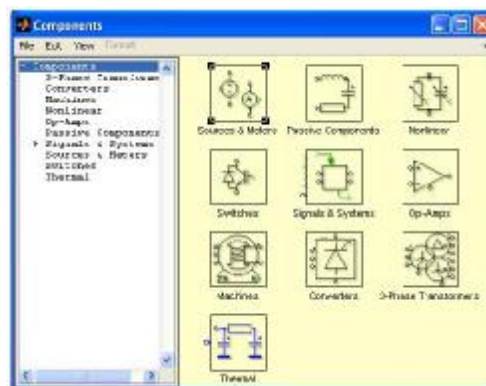 Components
File Edit View Format
Components
3-Phase Transformers
Converters
Machines
Nonlinear
Op-Amps
Passive Components
Signals & Systems
Sources & Meters
Switches
Thermal
Sources & Meters Passive Components Nonlinear
Switches Signals & Systems Op-Amps
Machines Converters 3-Phase Transformers
Thermal